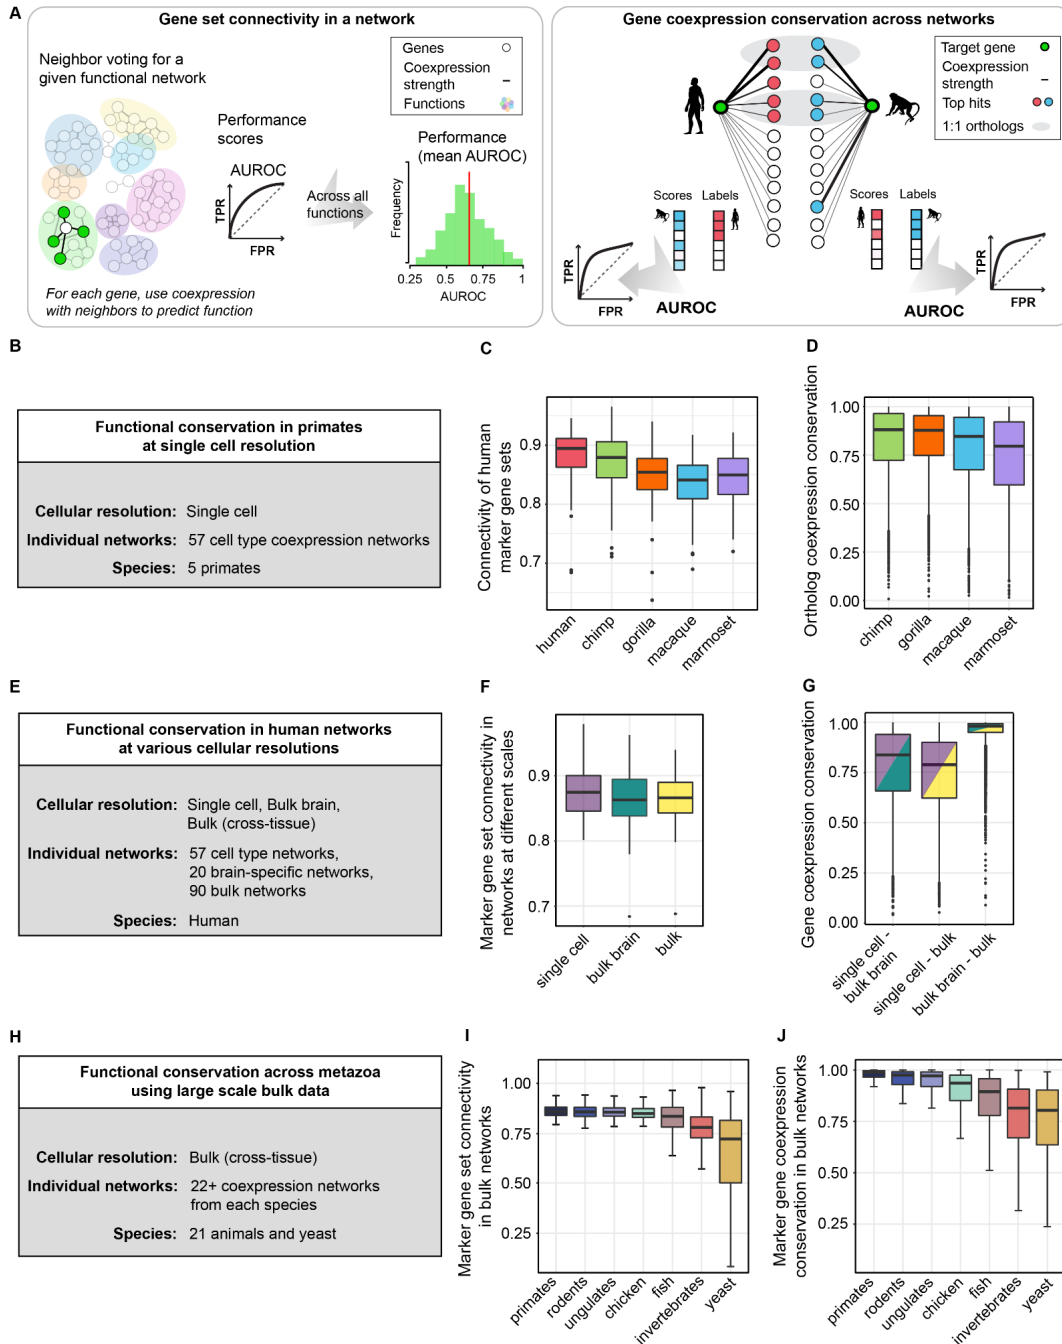 A
Gene set connectivity in a network
Neighbor voting for a
given functional network
Genes
Coexpression
strength
Functions
Performance
scores
AUROC
TPR
FPR
Across all
functions
Performance
(mean AUROC)
Frequency
0.25
0.5
0.75
1
AUROC
For each gene, use coexpression
with neighbors to predict function
Gene coexpression conservation across networks
Target gene
Coexpression
strength
Top hits
1:1 orthologs
Scores
Labels
TPR
FPR
AUROC
Scores
Labels
AUROC
TPR
FPR
B
Functional conservation in primates
at single cell resolution
Cellular resolution: Single cell
Individual networks: 57 cell type coexpression networks
Species: 5 primates
C
Connectivity of human
marker gene sets
0.9
0.8
0.7
human
chimp
gorilla
macaque
marmoset
D
Ortholog coexpression conservation
1.00
0.75
0.50
0.25
0.00
chimp
gorilla
macaque
marmoset
E
Functional conservation in human networks
at various cellular resolutions
Cellular resolution: Single cell, Bulk brain,
Bulk (cross-tissue)
Individual networks: 57 cell type networks,
20 brain-specific networks,
90 bulk networks
Species: Human
F
Marker gene set connectivity in
networks at different scales
0.9
0.8
0.7
single cell
bulk brain
bulk
G
Gene coexpression conservation
1.00
0.75
0.50
0.25
0.00
single cell -
bulk brain
single cell - bulk
bulk brain - bulk
H
Functional conservation across metazoa
using large scale bulk data
Cellular resolution: Bulk (cross-tissue)
Individual networks: 22+ coexpression networks
from each species
Species: 21 animals and yeast
I
Marker gene set connectivity
in bulk networks
1.00
0.75
0.50
0.25
primates
rodents
ungulates
chicken
fish
invertebrates
yeast
J
Marker gene coexpression
conservation in bulk networks
1.00
0.75
0.50
0.25
primates
rodents
ungulates
chicken
fish
invertebrates
yeast